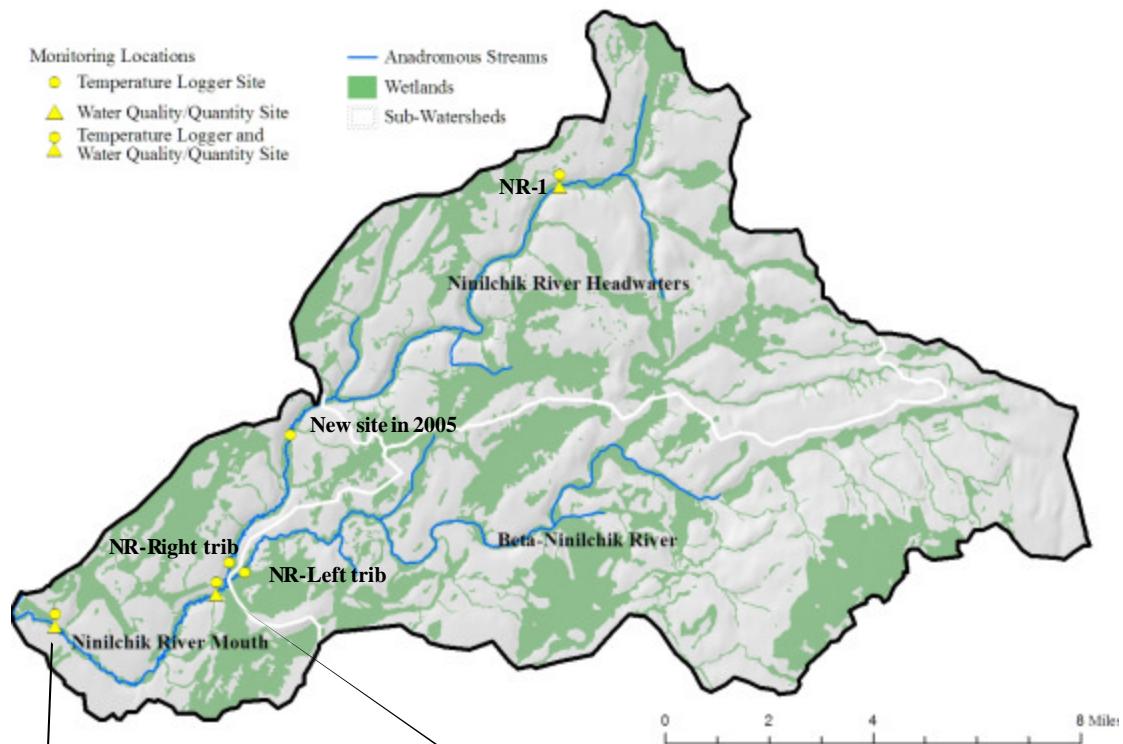 Monitoring Locations
Temperature Logger Site
Water Quality/Quantity Site
Temperature Logger and
Water Quality/Quantity Site
Anadromous Streams
Wetlands
Sub-Watersheds
NR-1
Ninilchik River Headwaters
New site in 2005
Beta-Ninilchik River
NR-Right trib
NR-Left trib
Ninilchik River Mouth
0 2 4 8 Miles